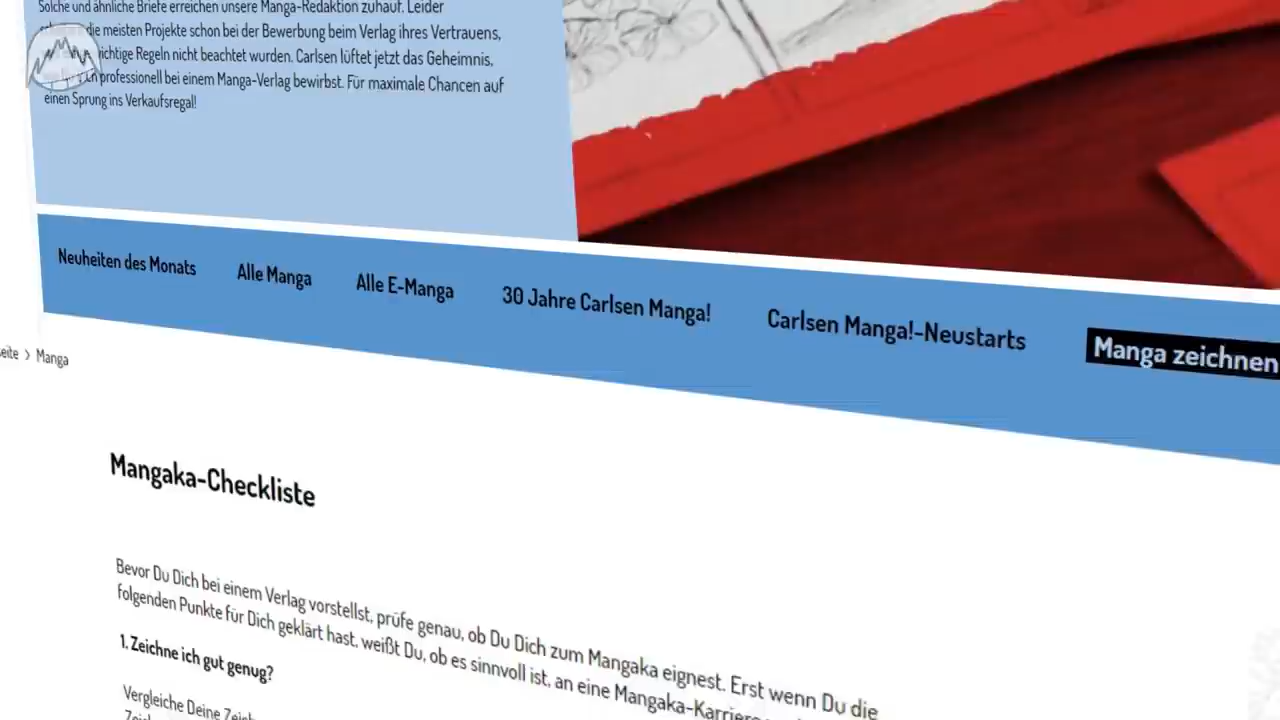 Solche und ähnliche Briefe erreichen unsere Manga-Redaktion zuhauf. Leider
die meisten Projekte schon bei der Bewerbung beim Verlag ihres Vertrauens,
Regeln nicht beachtet wurden. Carlsen lüftet jetzt das Geheimnis,
professionell bei einem Manga-Verlag bewirbst. Für maximale Chancen auf
einen Sprung ins Verkaufsregal!
Neuheiten des Monats Alle Manga Alle E-Manga 30 Jahre Carlsen Manga! Carlsen Manga!-Neustarts Manga zeichnen
eite > Manga
Mangaka-Checkliste
Bevor Du Dich bei einem Verlag vorstellst, prüfe genau, ob Du Dich zum Mangaka eignest. Erst wenn Du die
folgenden Punkte für Dich geklärt hast, weißt Du, ob es sinnvoll ist, an eine
1. Zeichne ich gut genug?
Vergleiche Deine